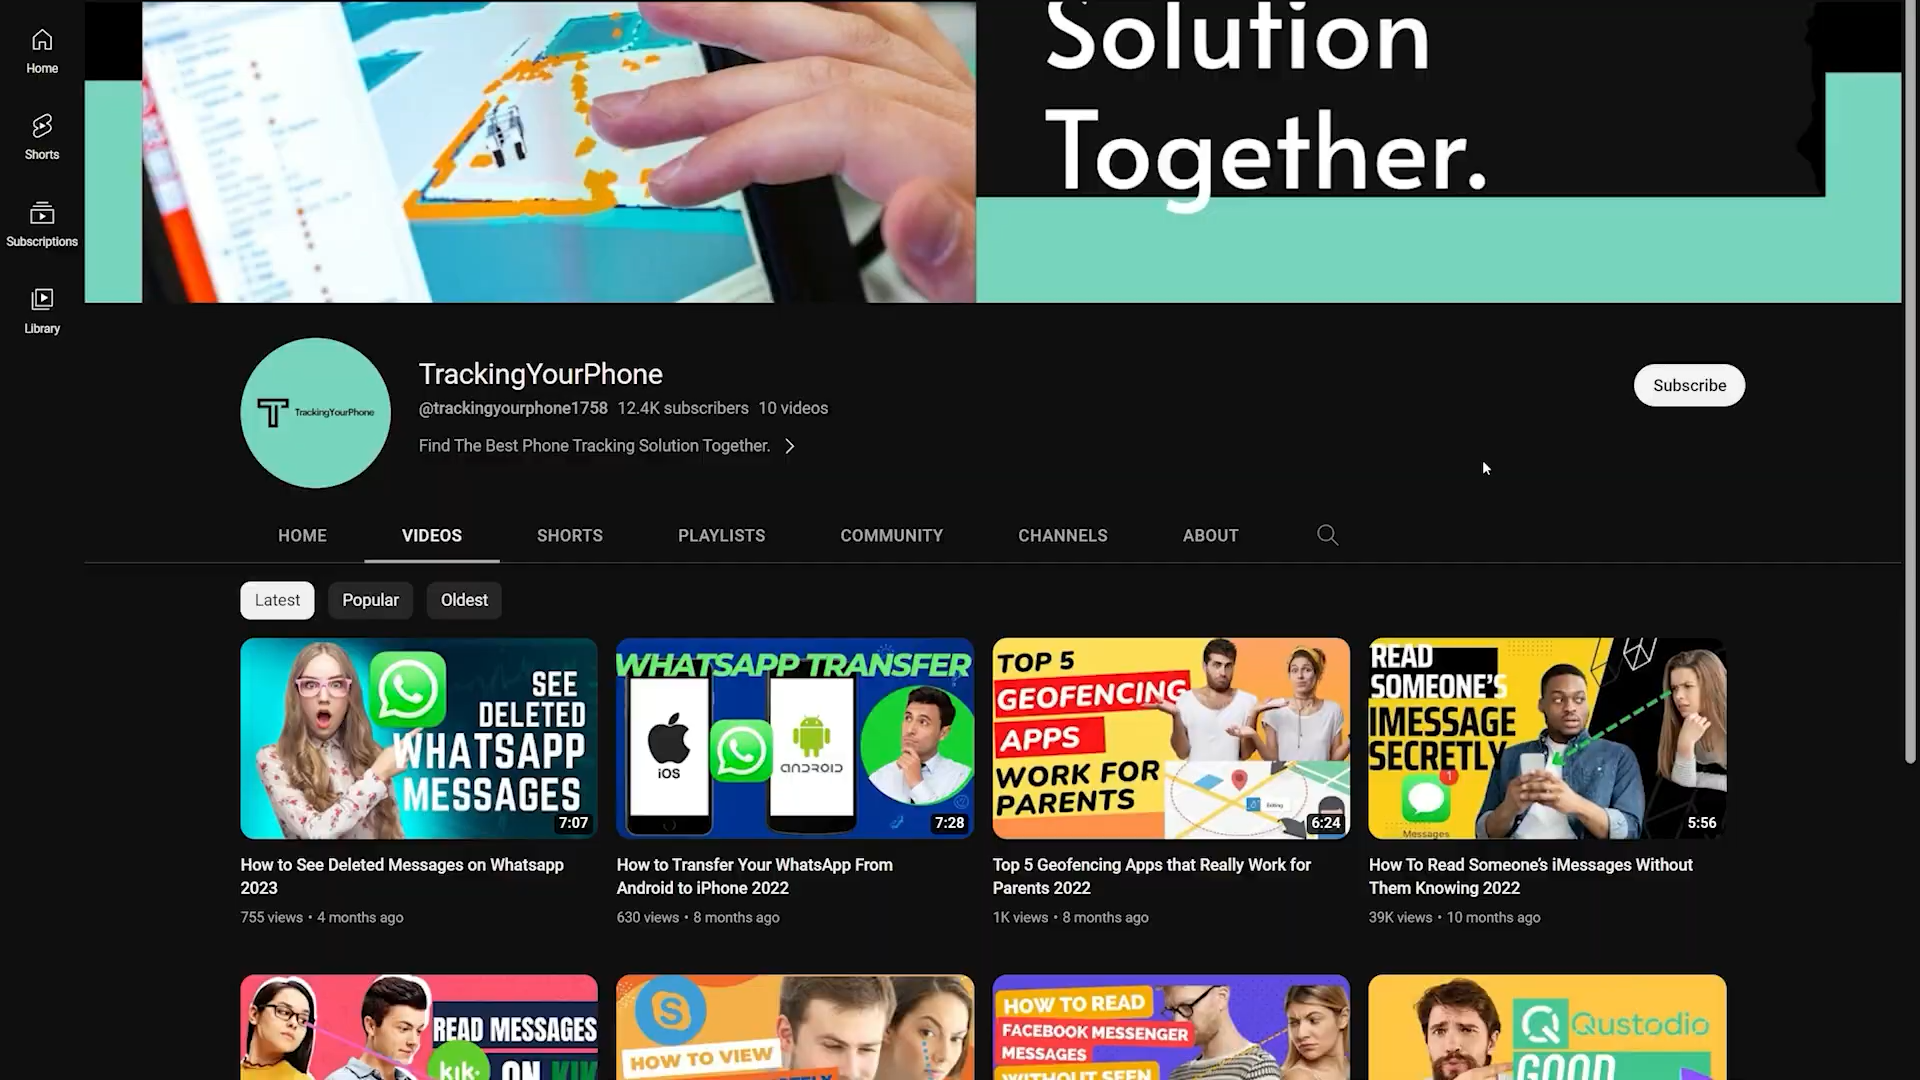 Solution
Together.
Home
Shorts
Subscriptions
Library
TrackingYourPhone
TrackingYourPhone
@trackingyourphone1758 12.4K subscribers 10 videos
Find The Best Phone Tracking Solution Together.
Subscribe
HOME VIDEOS SHORTS PLAYLISTS COMMUNITY CHANNELS ABOUT
Latest Popular Oldest
SEE
DELETED
WHATSAPP
MESSAGES
7:07
WHATSAPP TRANSFER
iOS
ANDROID
7:28
TOP 5
GEOFENCING
APPS
WORK FOR
PARENTS
6:24
READ
SOMEONE'S
IMESSAGE
SECRETLY
1
Messages
5:56
How to See Deleted Messages on Whatsapp
2023
755 views • 4 months ago
How to Transfer Your WhatsApp From
Android to iPhone 2022
630 views • 8 months ago
Top 5 Geofencing Apps that Really Work for
Parents 2022
1K views • 8 months ago
How To Read Someone’s iMessages Without
Them Knowing 2022
39K views • 10 months ago
READ MESSAGES
kik.
ON KIK
HOW TO VIEW
HOW TO READ
FACEBOOK MESSENGER
MESSAGES
WITHOUT SEEN
Qustodio
GOOD